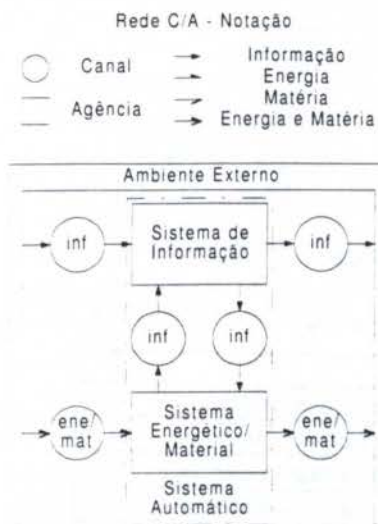 Rede C/A - Notação
Canal
Agência
Informação
Energia
Matéria
Energia e Matéria
Ambiente Externo
inf
Sistema de
Informação
inf
inf
inf
ene/
mat
Sistema
Energético/
Material
ene/
mat
Sistema
Automático